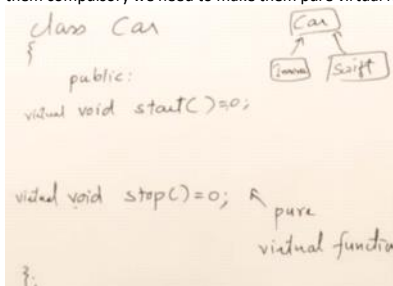 them compulsory we need to make them pure virtual.
class Car
Car
{
Innova
Swift
public:
virtual void start()=0;
virtual void stop()=0;
pure
virtual function
};